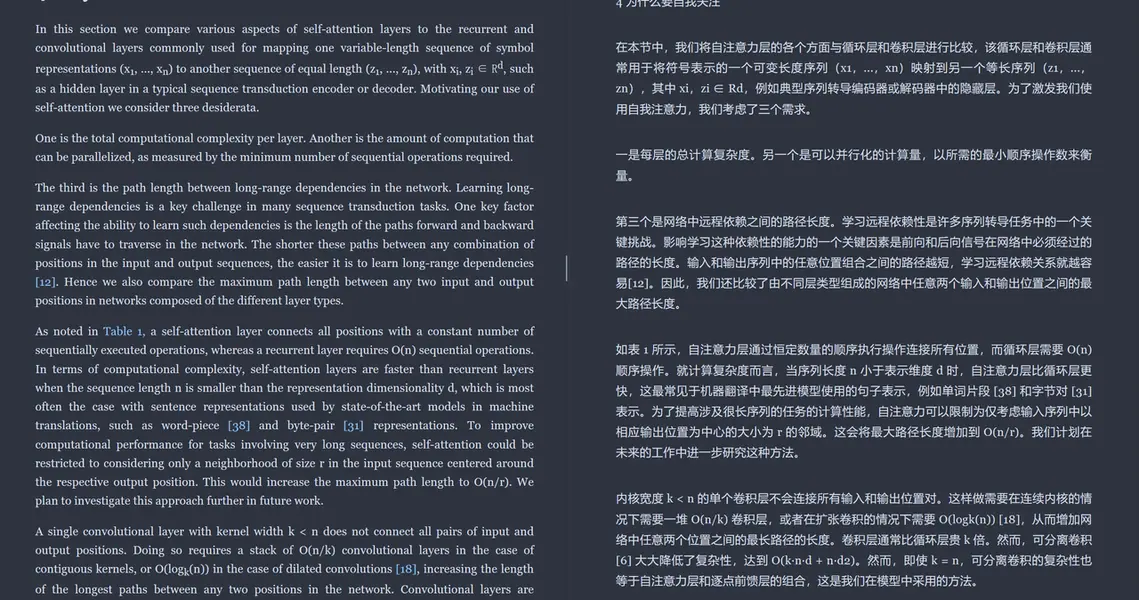 In this section we compare various aspects of self-attention layers to the recurrent and
convolutional layers commonly used for mapping one variable-length sequence of symbol
representations (x₁, ..., xₙ) to another sequence of equal length (z₁, ..., zₙ), with xᵢ, zᵢ ∈ ℝᵈ, such
as a hidden layer in a typical sequence transduction encoder or decoder. Motivating our use of
self-attention we consider three desiderata.
One is the total computational complexity per layer. Another is the amount of computation that
can be parallelized, as measured by the minimum number of sequential operations required.
The third is the path length between long-range dependencies in the network. Learning long-
range dependencies is a key challenge in many sequence transduction tasks. One key factor
affecting the ability to learn such dependencies is the length of the paths forward and backward
signals have to traverse in the network. The shorter these paths between any combination of
positions in the input and output sequences, the easier it is to learn long-range dependencies
[12]. Hence we also compare the maximum path length between any two input and output
positions in networks composed of the different layer types.
As noted in Table 1, a self-attention layer connects all positions with a constant number of
sequentially executed operations, whereas a recurrent layer requires O(n) sequential operations.
In terms of computational complexity, self-attention layers are faster than recurrent layers
when the sequence length n is smaller than the representation dimensionality d, which is most
often the case with sentence representations used by state-of-the-art models in machine
translations, such as word-piece [38] and byte-pair [31] representations. To improve
computational performance for tasks involving very long sequences, self-attention could be
restricted to considering only a neighborhood of size r in the input sequence centered around
the respective output position. This would increase the maximum path length to O(n/r). We
plan to investigate this approach further in future work.
A single convolutional layer with kernel width k < n does not connect all pairs of input and
output positions. Doing so requires a stack of O(n/k) convolutional layers in the case of
contiguous kernels, or O(logₖ(n)) in the case of dilated convolutions [18], increasing the length
of the longest paths between any two positions in the network. Convolutional layers are
4 为什么要自我关注
在本节中，我们将自注意力层的各个方面与循环层和卷积层进行比较，该循环层和卷积层通
常用于将符号表示的一个可变长度序列（x1，...，xn）映射到另一个等长序列（z1，...，
zn），其中 xi，zi ∈ Rd，例如典型序列转导编码器或解码器中的隐藏层。为了激发我们使
用自我注意力，我们考虑了三个需求。
一是每层的总计算复杂度。另一个是可以并行化的计算量，以所需的最小顺序操作数来衡
量。
第三个是网络中远程依赖之间的路径长度。学习远程依赖性是许多序列转导任务中的一个关
键挑战。影响学习这种依赖性的能力的一个关键因素是前向和后向信号在网络中必须经过的
路径的长度。输入和输出序列中的任意位置组合之间的路径越短，学习远程依赖关系就越容
易[12]。因此，我们还比较了由不同层类型组成的网络中任意两个输入和输出位置之间的最
大路径长度。
如表 1 所示，自注意力层通过恒定数量的顺序执行操作连接所有位置，而循环层需要 O(n)
顺序操作。就计算复杂度而言，当序列长度 n 小于表示维度 d 时，自注意力层比循环层更
快，这最常见于机器翻译中最先进模型使用的句子表示，例如单词片段 [38] 和字节对 [31]
表示。为了提高涉及很长序列的任务的计算性能，自注意力可以限制为仅考虑输入序列中以
相应输出位置为中心的大小为 r 的邻域。这会将最大路径长度增加到 O(n/r)。我们计划在
未来的工作中进一步研究这种方法。
内核宽度 k < n 的单个卷积层不会连接所有输入和输出位置对。这样做需要在连续内核的情
况下需要一堆 O(n/k) 卷积层，或者在扩张卷积的情况下需要 O(logk(n)) [18]，从而增加网
络中任意两个位置之间的最长路径的长度。卷积层通常比循环层贵 k 倍。然而，可分离卷积
[6] 大大降低了复杂性，达到 O(k·n·d + n·d2)。然而，即使 k = n，可分离卷积的复杂性也
等于自注意力层和逐点前馈层的组合，这是我们在模型中采用的方法。